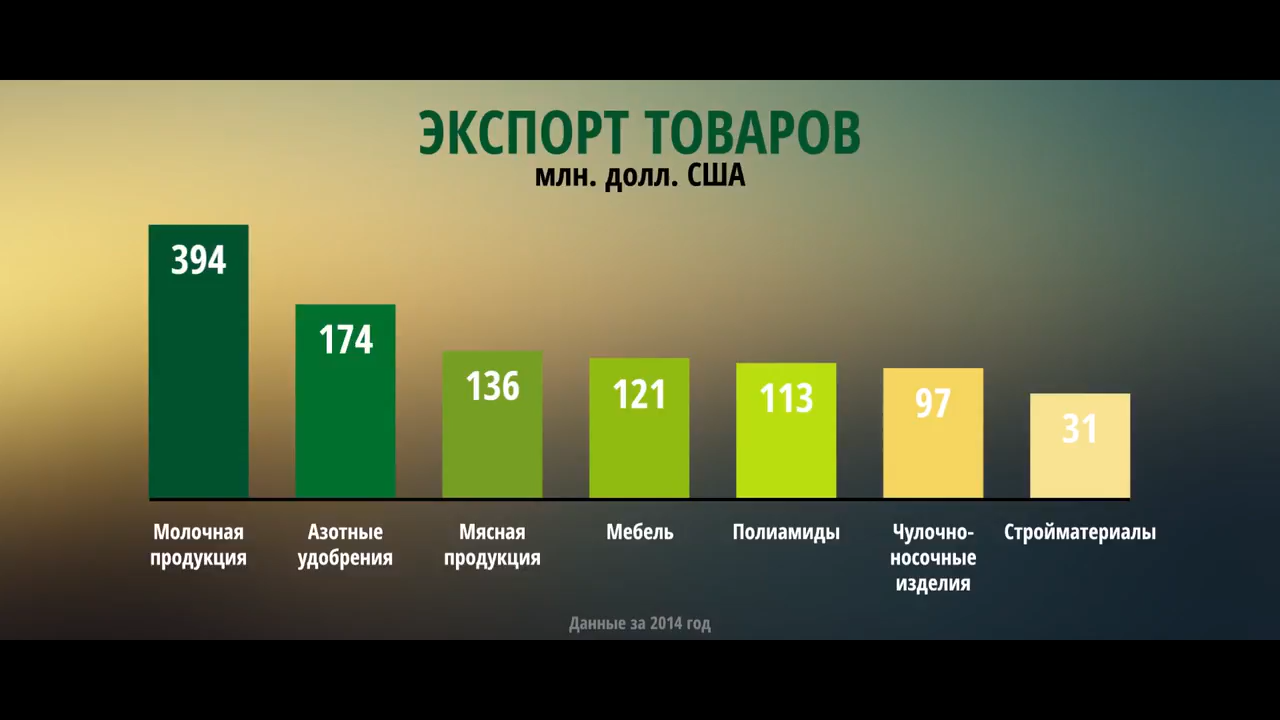 ЭКСПОРТ ТОВАРОВ
млн. долл. США
394
174
136
121
113
97
31
Молочная
продукция
Азотные
удобрения
Мясная
продукция
Мебель
Полиамиды
Чулочно-
носочные
изделия
Стройматериалы
Данные за 2014 год